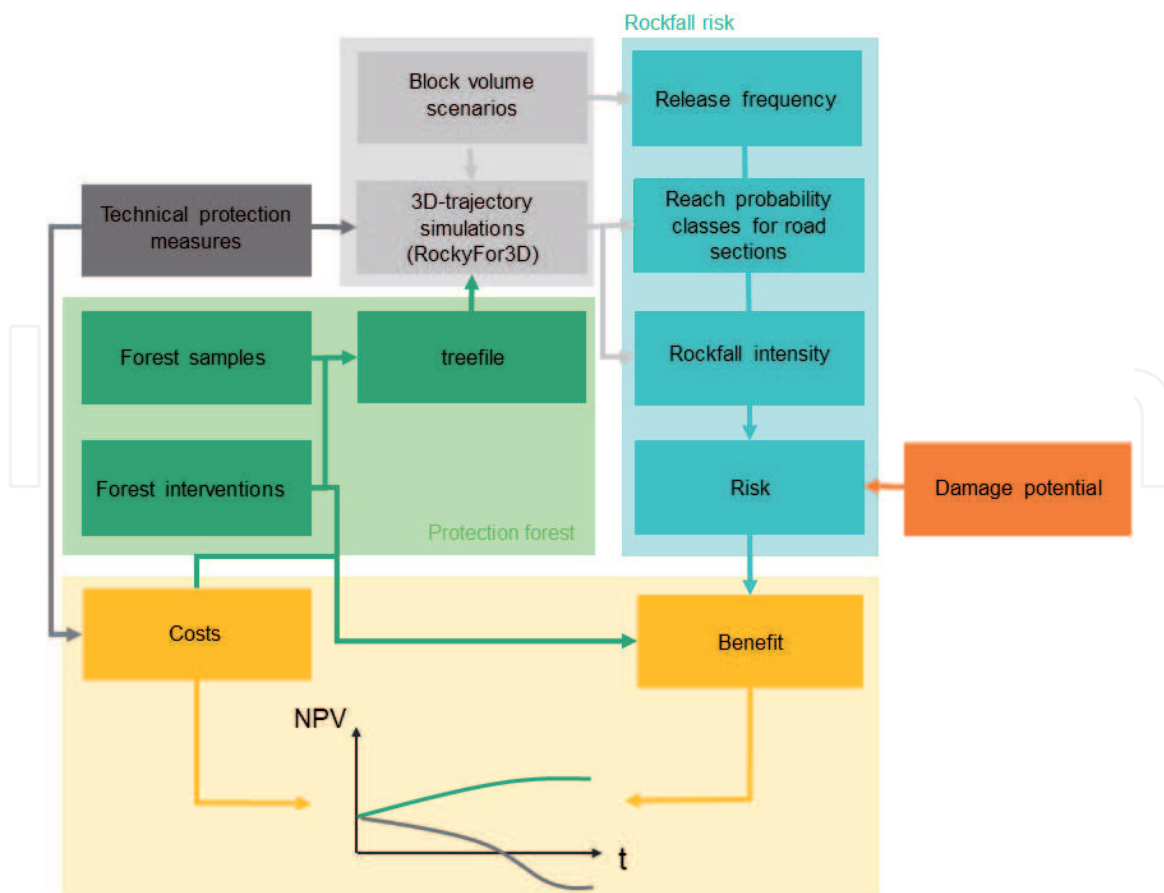 Rockfall risk
Block volume
scenarios
Release frequency
Technical protection
measures
3D-trajectory
simulations
(RockyFor3D)
Reach probability
classes for road
sections
Forest samples
treefile
Rockfall intensity
Forest interventions
Risk
Damage potential
Protection forest
Costs
Benefit
NPV
t